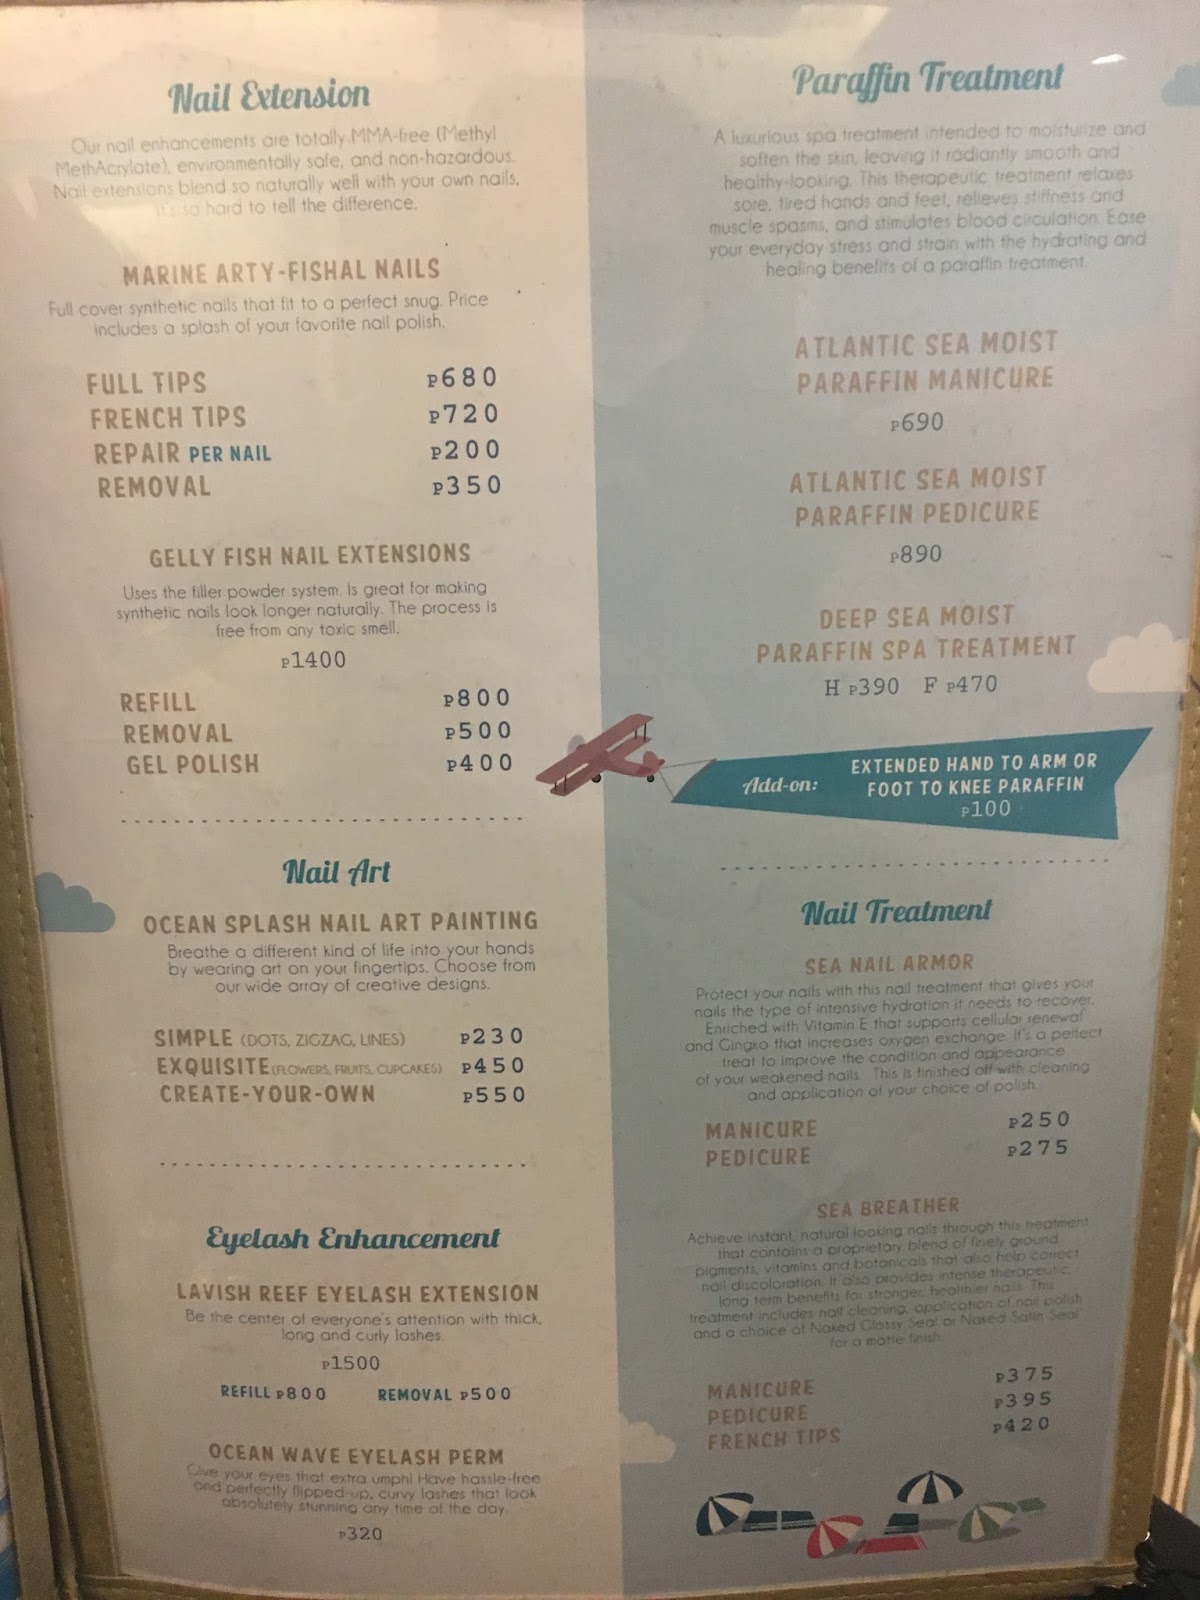 Nail Extension
Our nail enhancements are totally MMA-free (Methyl
MethAcrylate), environmentally safe, and non-hazardous.
Nail extensions blend so naturally well with your own nails,
it's so hard to tell the difference.
MARINE ARTY-FISHAL NAILS
Full cover synthetic nails that fit to a perfect snug. Price
includes a splash of your favorite nail polish.
FULL TIPS P680
FRENCH TIPS P720
REPAIR PER NAIL P200
REMOVAL P350
GELLY FISH NAIL EXTENSIONS
Uses the filler powder system. Is great for making
synthetic nails look longer naturally. The process is
free from any toxic smell.
P1400
REFILL P800
REMOVAL P500
GEL POLISH P400
Nail Art
OCEAN SPLASH NAIL ART PAINTING
Breathe a different kind of life into your hands
by wearing art on your fingertips. Choose from
our wide array of creative designs.
SIMPLE (DOTS, ZIGZAG, LINES) P230
EXQUISITE (FLOWERS, FRUITS, CUPCAKES) P450
CREATE-YOUR-OWN P550
Eyelash Enhancement
LAVISH REEF EYELASH EXTENSION
Be the center of everyone's attention with thick,
long and curly lashes.
P1500
REFILL P800 REMOVAL P500
OCEAN WAVE EYELASH PERM
Give your eyes that extra umph! Have hassle-free
and perfectly flipped-up, curvy lashes that look
absolutely stunning any time of the day.
P320
Paraffin Treatment
A luxurious spa treatment intended to moisturize and
soften the skin, leaving it radiantly smooth and
healthy-looking. This therapeutic treatment relaxes
sore, tired hands and feet, relieves stiffness and
muscle spasms, and stimulates blood circulation. Ease
your everyday stress and strain with the hydrating and
healing benefits of a paraffin treatment.
ATLANTIC SEA MOIST
PARAFFIN MANICURE
P690
ATLANTIC SEA MOIST
PARAFFIN PEDICURE
P890
DEEP SEA MOIST
PARAFFIN SPA TREATMENT
H P390 F P470
Add-on: EXTENDED HAND TO ARM OR
FOOT TO KNEE PARAFFIN
P100
Nail Treatment
SEA NAIL ARMOR
Protect your nails with this nail treatment that gives your
nails the type of intensive hydration it needs to recover.
Enriched with Vitamin E that supports cellular renewal
and Gingko that increases oxygen exchange. It's a perfect
treat to improve the condition and appearance
of your weakened nails. This is finished off with cleaning
and application of your choice of polish.
MANICURE P250
PEDICURE P275
SEA BREATHER
Achieve instant, natural looking nails through this treatment
that contains a proprietary blend of finely ground
pigments, vitamins and botanicals that also help correct
nail discoloration. It also provides intense therapeutic,
long term benefits for stronger, healthier nails. This
treatment includes nail cleaning, application of nail polish
and a choice of Naked Glossy Seal or Naked Satin Seal
for a matte finish.
MANICURE P375
PEDICURE P395
FRENCH TIPS P420